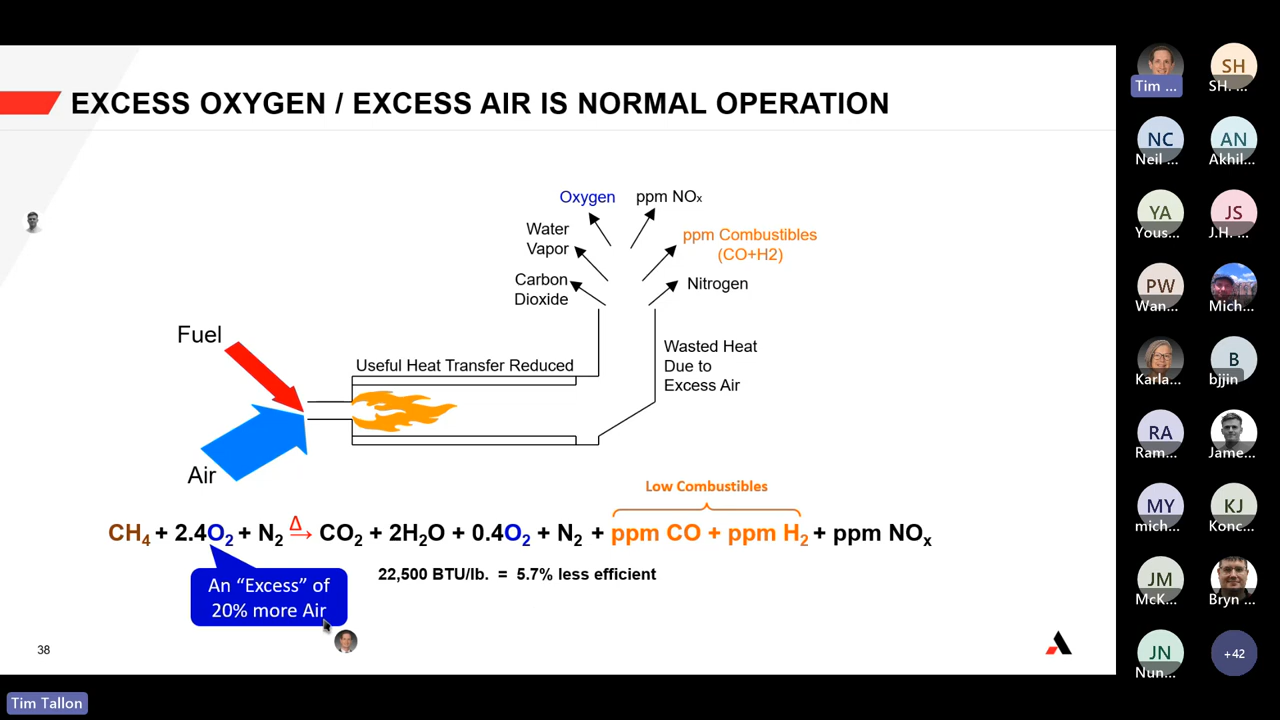 EXCESS OXYGEN / EXCESS AIR IS NORMAL OPERATION
Oxygen
ppm NOx
Water
Vapor
ppm Combustibles
(CO+H2)
Carbon
Dioxide
Nitrogen
Fuel
Useful Heat Transfer Reduced
Wasted Heat
Due to
Excess Air
Air
Low Combustibles
CH4 + 2.4O2 + N2 Δ→ CO2 + 2H2O + 0.4O2 + N2 + ppm CO + ppm H2 + ppm NOx
An “Excess” of
20% more Air
22,500 BTU/lb. = 5.7% less efficient
38
Tim Tallon
Tim ...
SH
SH. ...
NC
Neil ...
AN
Akhil...
YA
Yous...
JS
J.H. ...
PW
Wan...
Mich...
Karla...
B
bjjin
RA
Ram...
Jame...
MY
mich...
KJ
Konc...
JM
McK...
Bryn ...
JN
Nun...
+42